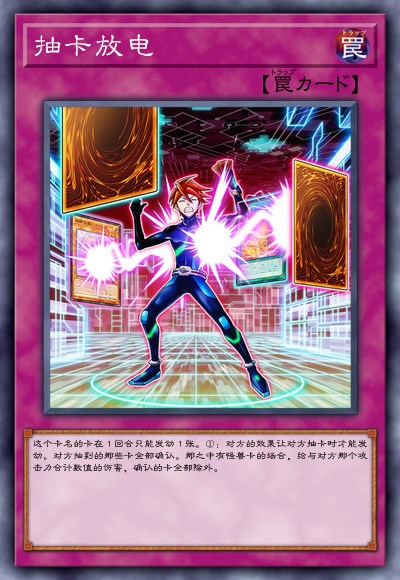 抽卡放电
トラップ
罠
トラップ
【罠カード】
这个卡名的卡在1回合只能发动1张。①：对方的效果让对方抽卡时才能发
动。对方抽到的那些卡全部确认。那之中有怪兽卡的场合，给与对方那个攻
击力合计数值的伤害，确认的卡全部除外。